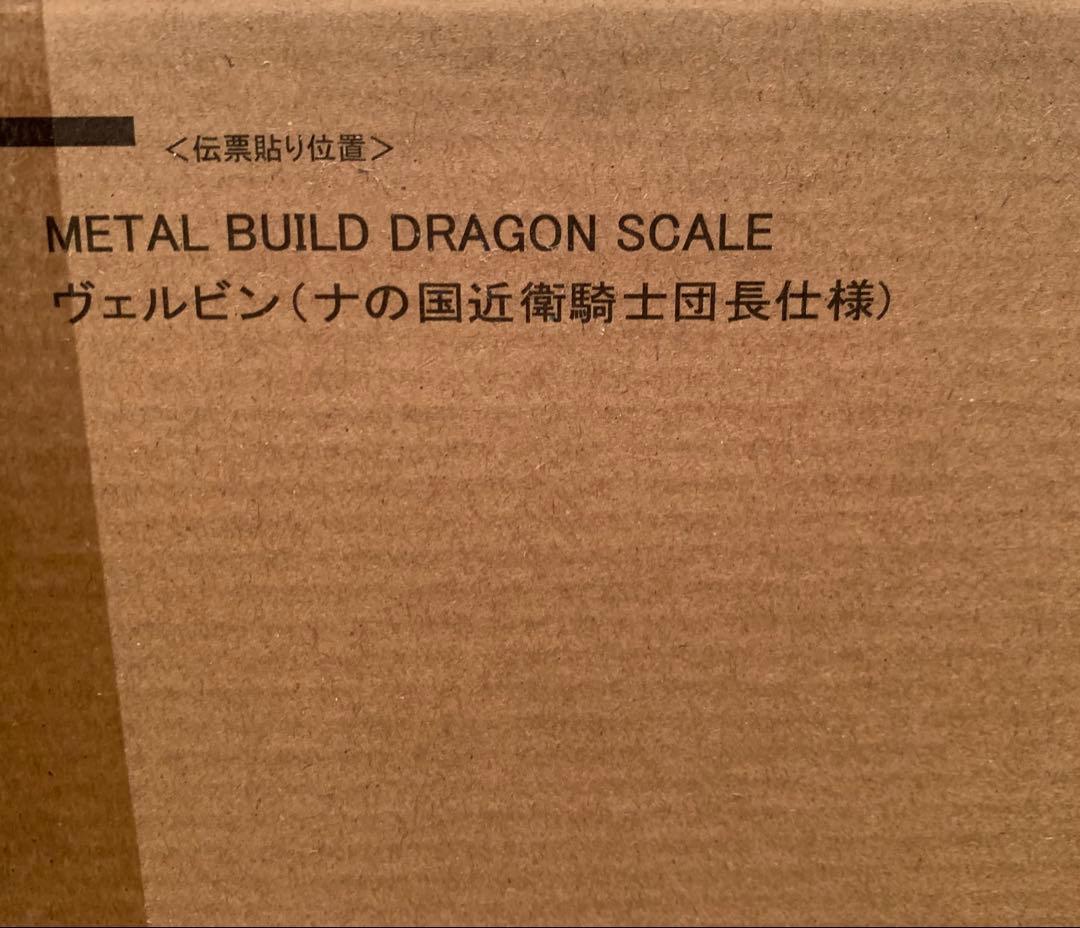 ＜伝票貼り位置＞
METAL BUILD DRAGON SCALE
ヴェルビン（ナの国近衛騎士団長仕様）